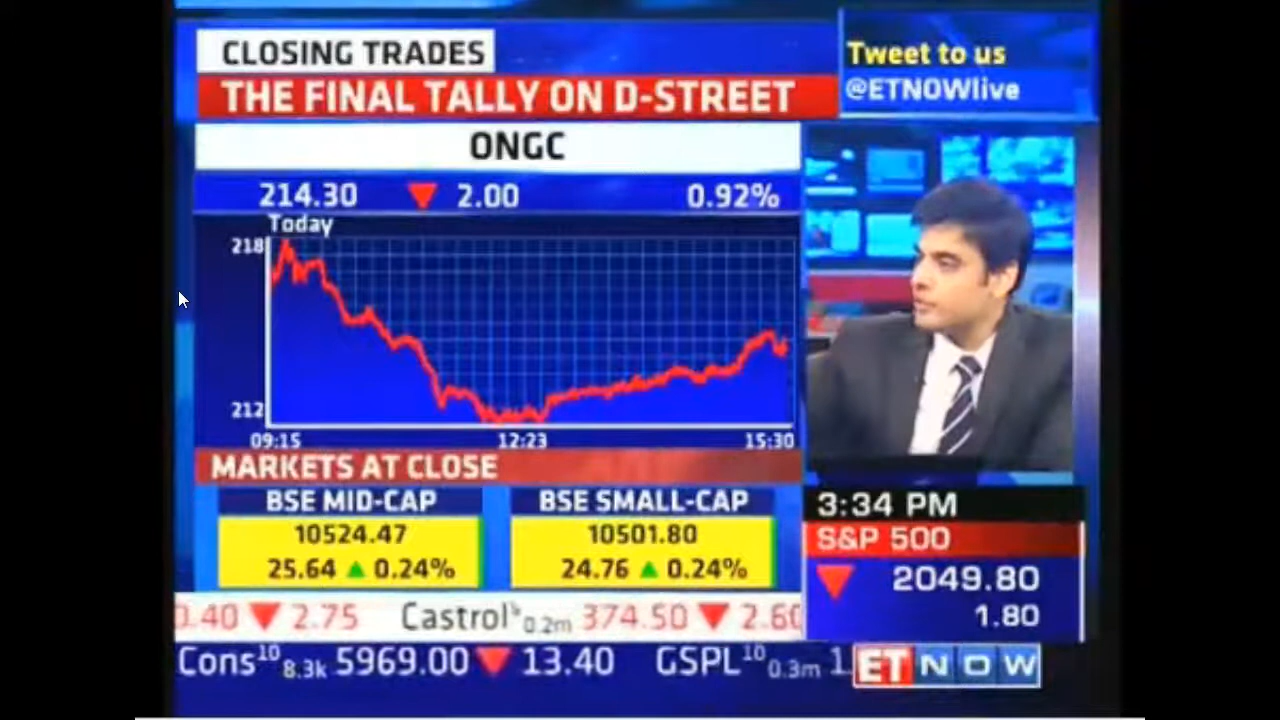 CLOSING TRADES
THE FINAL TALLY ON D-STREET
Tweet to us
@ETNOWlive
ONGC
214.30 ▼ 2.00 0.92%
Today
218
212
09:15 12:23 15:30
MARKETS AT CLOSE
BSE MID-CAP
10524.47
25.64 ▲ 0.24%
BSE SMALL-CAP
10501.80
24.76 ▲ 0.24%
3:34 PM
S&P 500
▼ 2049.80
1.80
0.40 ▼ 2.75 Castrol 0.2m 374.50 ▼ 2.60
Cons 10 8.3k 5969.00 ▼ 13.40 GSPL 10 0.3m 1
ET NOW